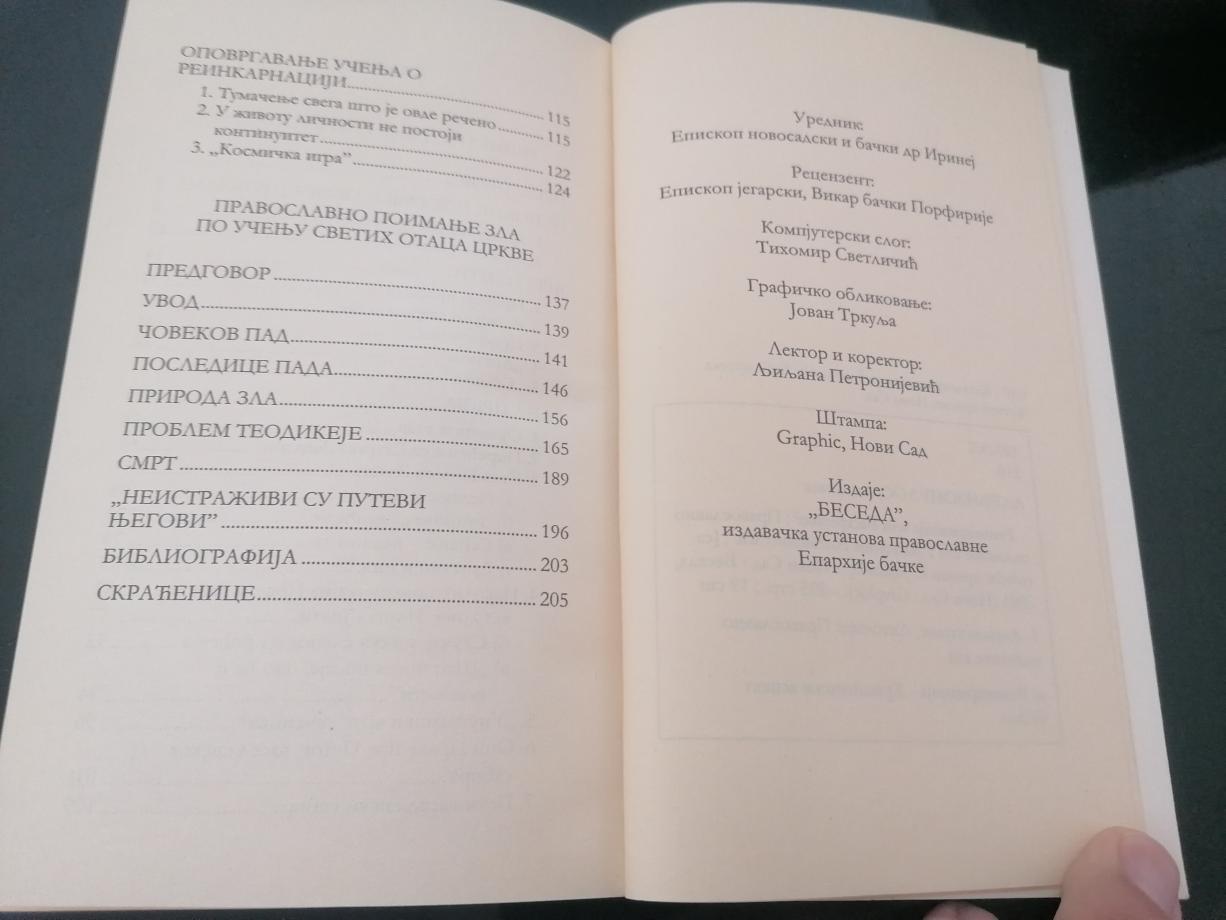 ОПОВРГАВАЊЕ УЧЕЊА О
РЕИНКАРНАЦИЈИ.......... 115
1. Тумачење свега што је овде речено.......... 115
2. У животу личности не постоји
континуитет.......... 122
3. „Космичка игра”.......... 124
ПРАВОСЛАВНО ПОИМАЊЕ ЗЛА
ПО УЧЕЊУ СВЕТИХ ОТАЦА ЦРКВЕ
ПРЕДГОВОР.......... 137
УВОД.......... 139
ЧОВЕКОВ ПАД.......... 141
ПОСЛЕДИЦЕ ПАДА.......... 146
ПРИРОДА ЗЛА.......... 156
ПРОБЛЕМ ТЕОДИКЕЈЕ.......... 165
СМРТ.......... 189
„НЕИСТРАЖИВИ СУ ПУТЕВИ
ЊЕГОВИ”.......... 196
БИБЛИОГРАФИЈА.......... 203
СКРАЋЕНИЦЕ.......... 205
Уредник:
Епископ новосадски и бачки др Иринеј
Рецензент:
Епископ јегарски, Викар бачки Порфирије
Компјутерски слог:
Тихомир Светличић
Графичко обликовање:
Јован Тркуља
Лектор и коректор:
Љиљана Петронијевић
Штампа:
Graphic, Нови Сад
Издаје:
„БЕСЕДА”,
издавачка установа православне
Епархије бачке